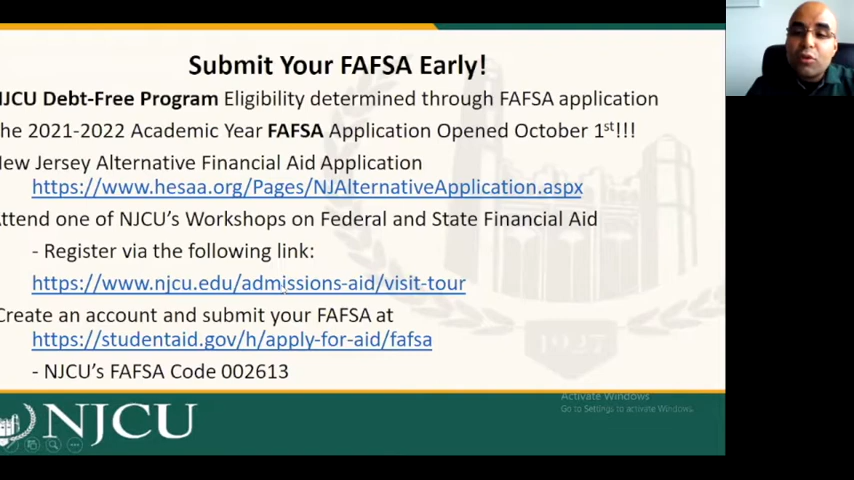 Submit Your FAFSA Early!
NJCU Debt-Free Program Eligibility determined through FAFSA application
he 2021-2022 Academic Year FAFSA Application Opened October 1st!!!
New Jersey Alternative Financial Aid Application
https://www.hesaa.org/Pages/NJAlternativeApplication.aspx
ttend one of NJCU's Workshops on Federal and State Financial Aid
- Register via the following link:
https://www.njcu.edu/admissions-aid/visit-tour
Create an account and submit your FAFSA at
https://studentaid.gov/h/apply-for-aid/fafsa
- NJCU's FAFSA Code 002613
1927
Activate Windows
Go to Settings to activate Windows.
NJCU